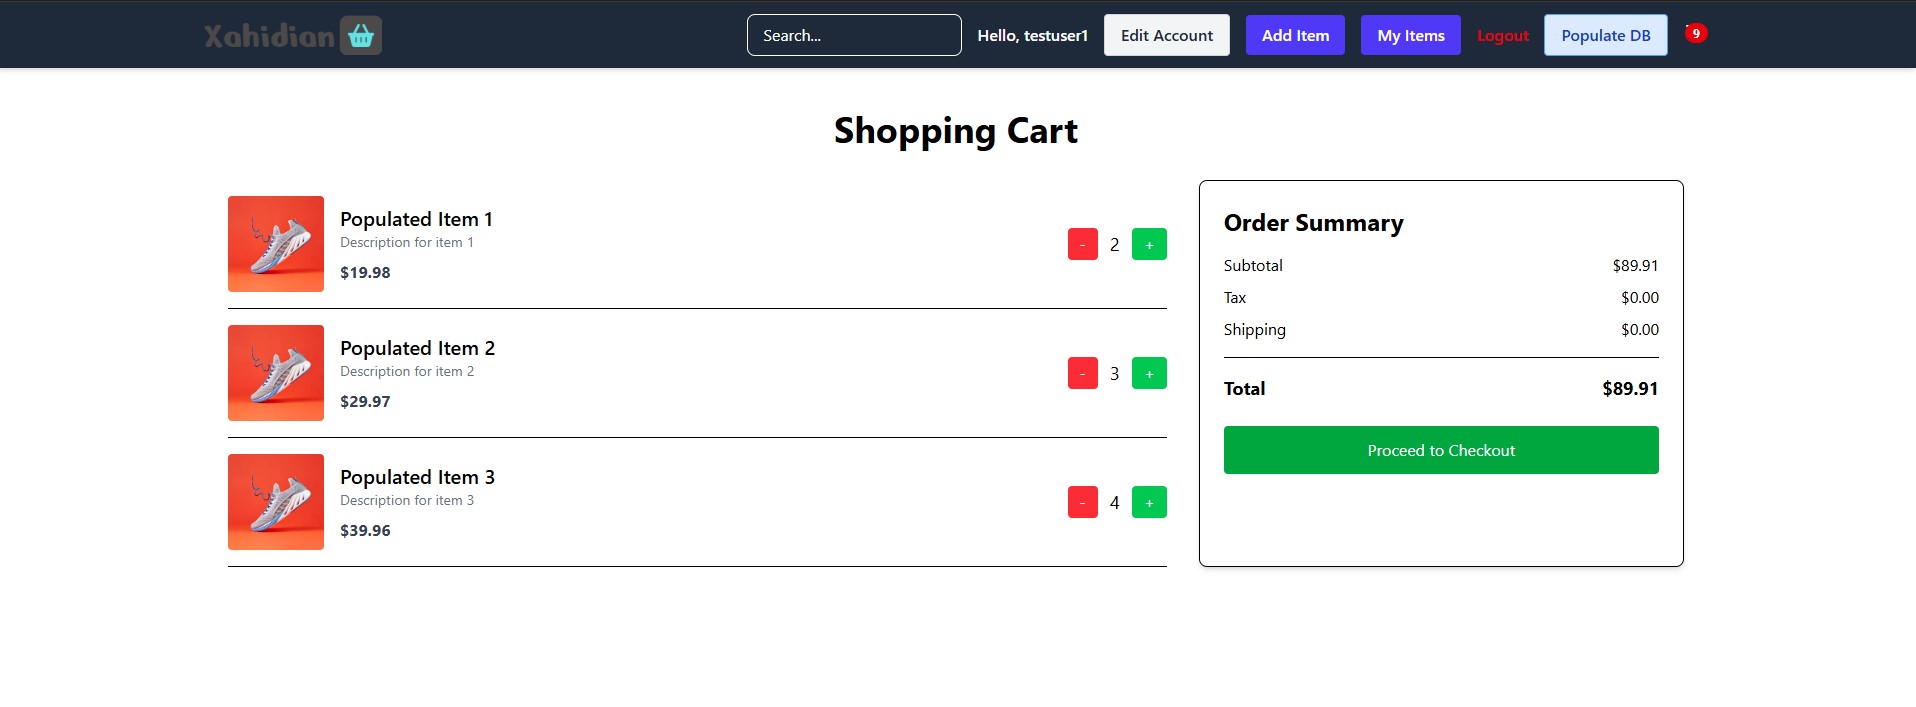 Xahidian
Search...
Hello, testuser1
Edit Account
Add Item
My Items
Logout
Populate DB
9
Shopping Cart
Populated Item 1
Description for item 1
$19.98
- 2 +
Populated Item 2
Description for item 2
$29.97
- 3 +
Populated Item 3
Description for item 3
$39.96
- 4 +
Order Summary
Subtotal $89.91
Tax $0.00
Shipping $0.00
Total $89.91
Proceed to Checkout